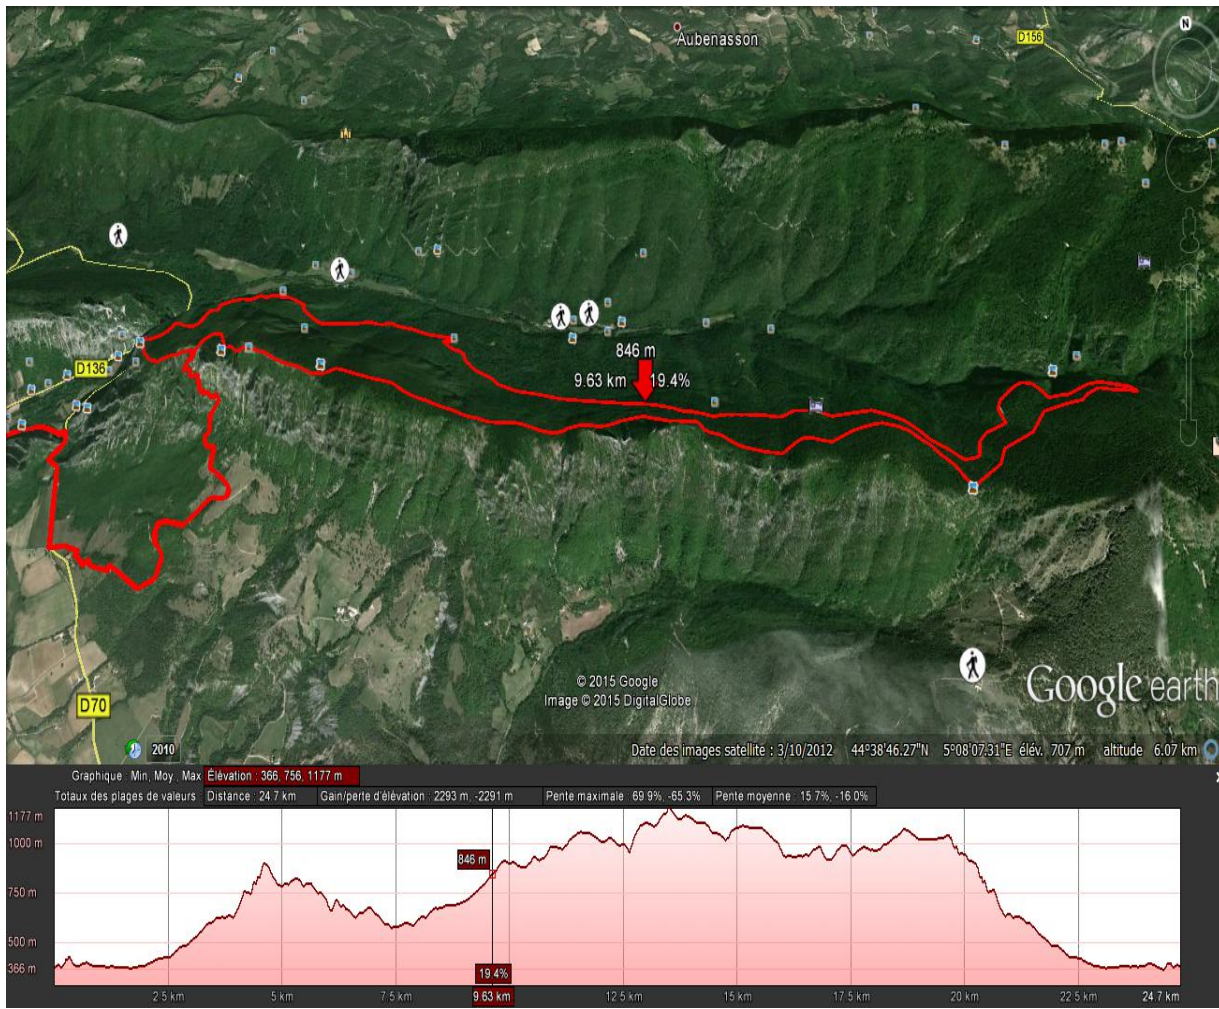 N
Aubenasson
D156
846 m
9.63 km 19.4%
D136
D70
© 2015 Google
Image © 2015 DigitalGlobe
Google earth
2010
Date des images satellite : 3/10/2012 44°38'46.27"N 5°08'07.31"E élév. 707 m altitude 6.07 km
Graphique : Min, Moy., Max Élévation : 366, 756, 1177 m
Totaux des plages de valeurs Distance : 24.7 km Gain/perte d'élévation : 2293 m, -2291 m Pente maximale : 69.9%, -65.3% Pente moyenne : 15.7%, -16.0%
1177 m
1000 m
846 m
750 m
500 m
366 m
19.4%
2.5 km 5 km 7.5 km 9.63 km 12.5 km 15 km 17.5 km 20 km 22.5 km 24.7 km